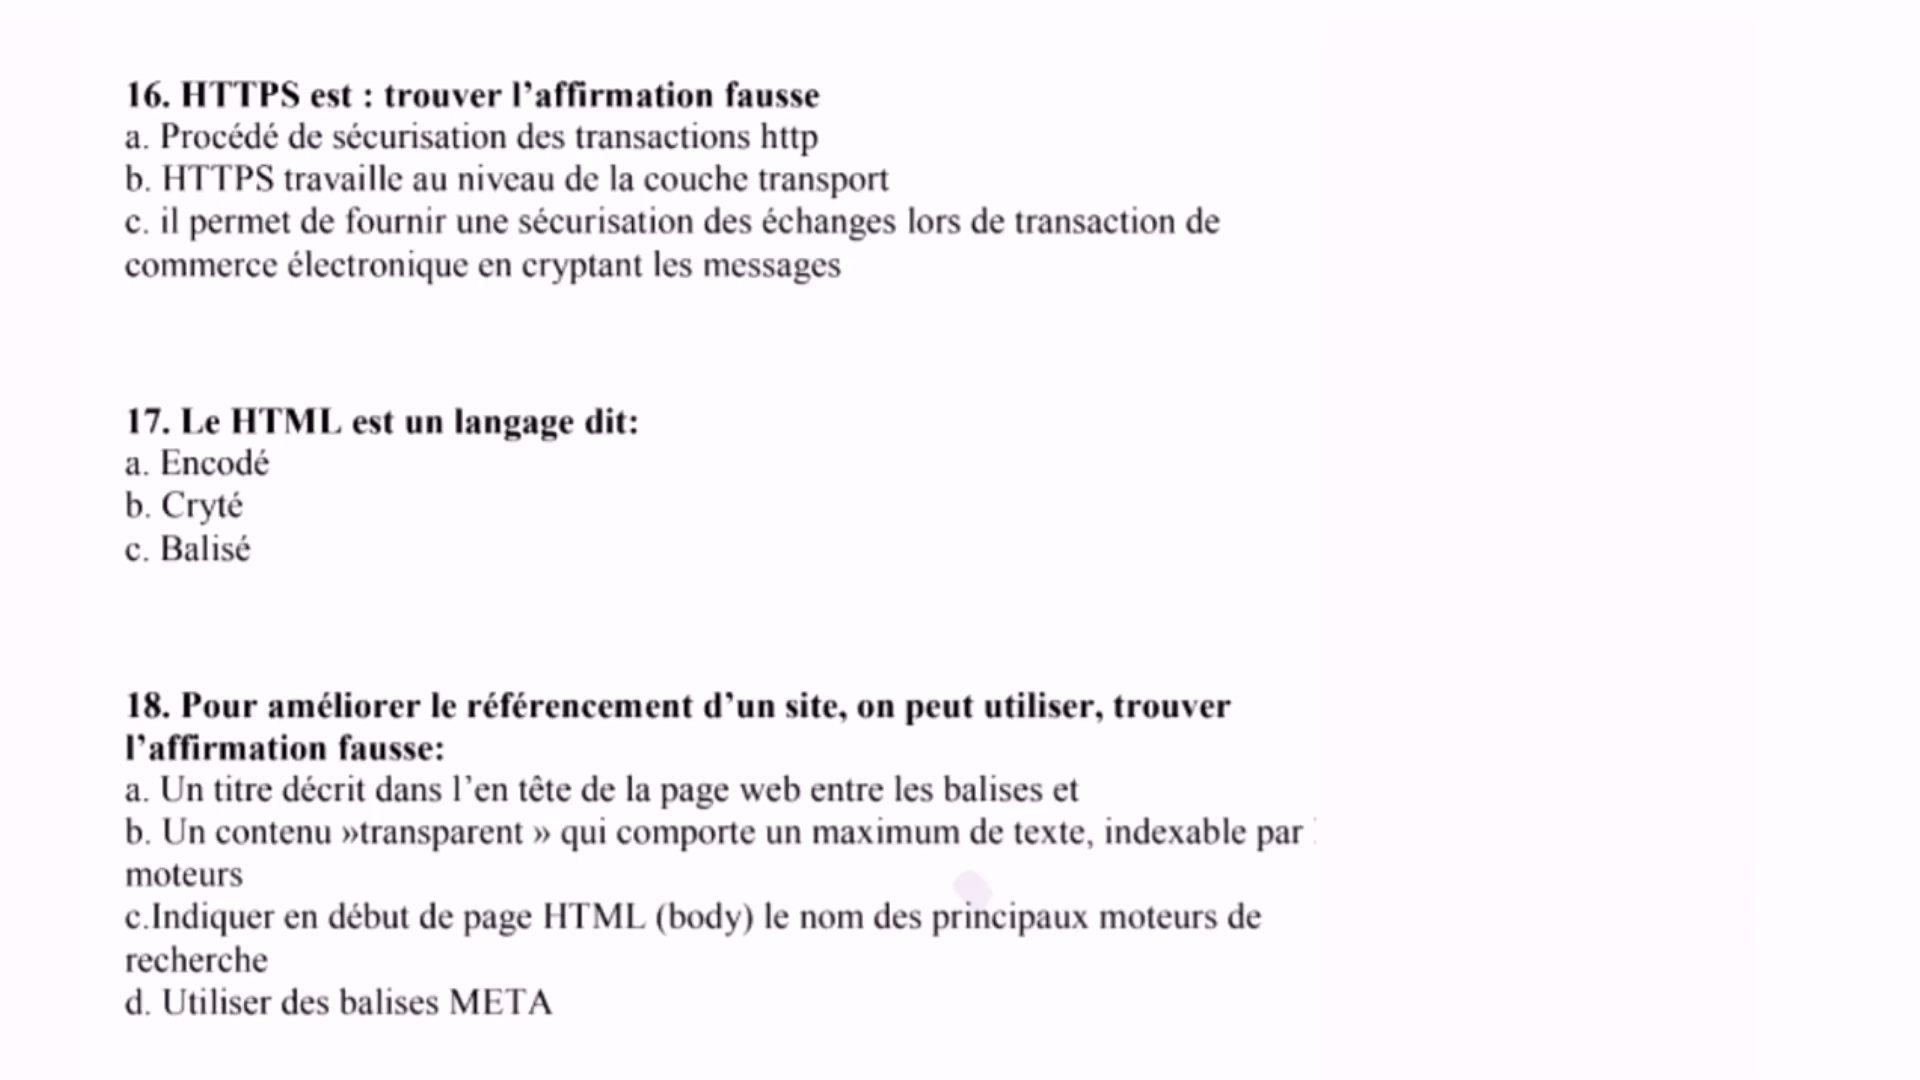 16. HTTPS est : trouver l’affirmation fausse
a. Procédé de sécurisation des transactions http
b. HTTPS travaille au niveau de la couche transport
c. il permet de fournir une sécurisation des échanges lors de transaction de
commerce électronique en cryptant les messages
17. Le HTML est un langage dit:
a. Encodé
b. Cryté
c. Balisé
18. Pour améliorer le référencement d’un site, on peut utiliser, trouver
l’affirmation fausse:
a. Un titre décrit dans l’en tête de la page web entre les balises et
b. Un contenu »transparent » qui comporte un maximum de texte, indexable par
moteurs
c.Indiquer en début de page HTML (body) le nom des principaux moteurs de
recherche
d. Utiliser des balises META